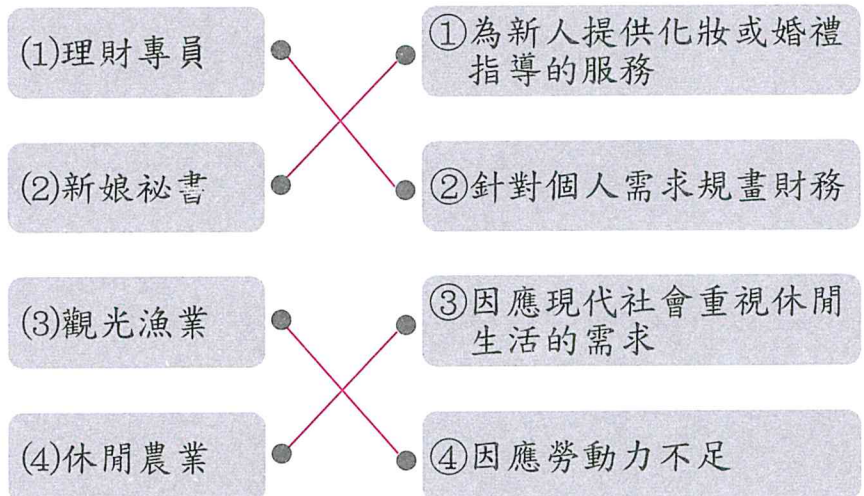 (1)理財專員
①為新人提供化妝或婚禮
指導的服務
(2)新娘祕書
②針對個人需求規畫財務
(3)觀光漁業
③因應現代社會重視休閒
生活的需求
(4)休閒農業
④因應勞動力不足